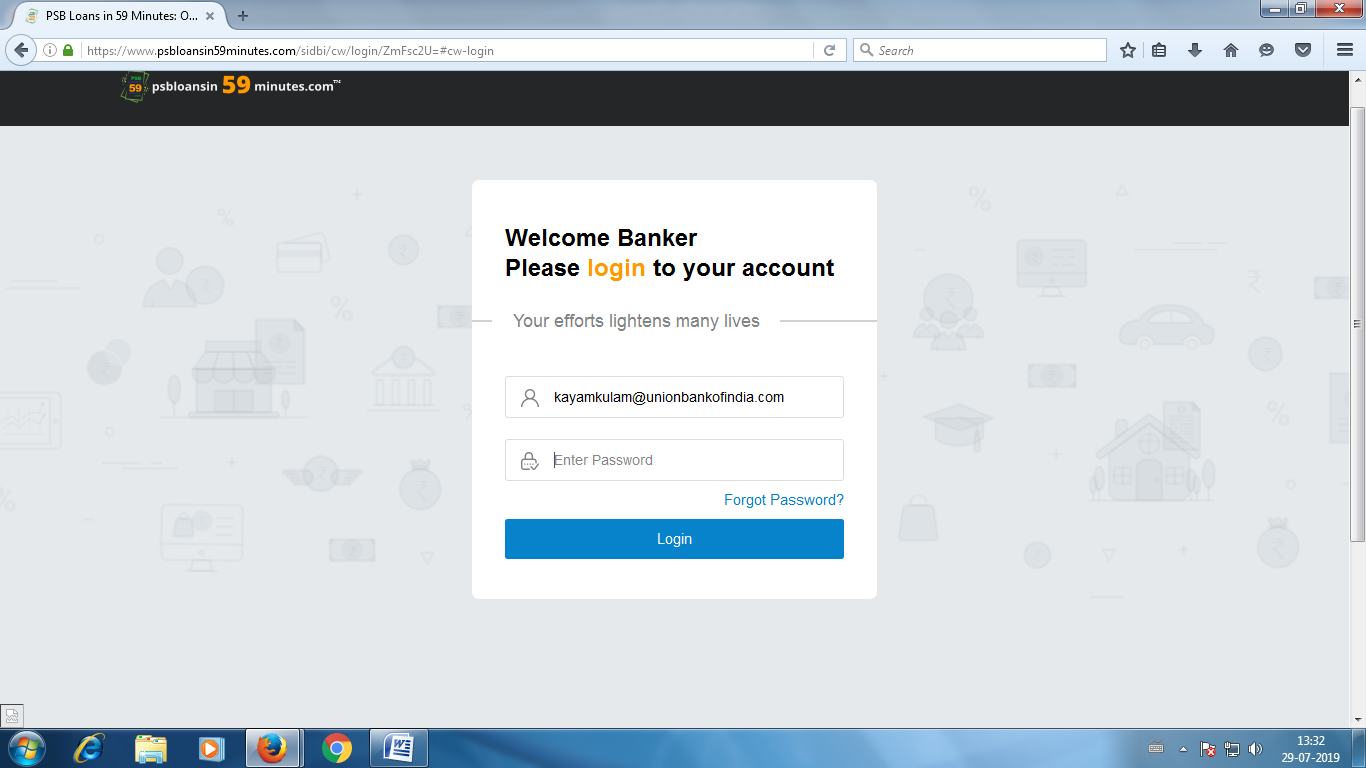 PSB Loans in 59 Minutes: O...
https://www.psbloansin59minutes.com/sidbi/cw/login/ZmFsc2U=#cw-login
Search
PSB
59
psbloansin 59 minutes.com™
Welcome Banker
Please login to your account
Your efforts lightens many lives
kayamkulam@unionbankofindia.com
Enter Password
Forgot Password?
Login
13:32
29-07-2019